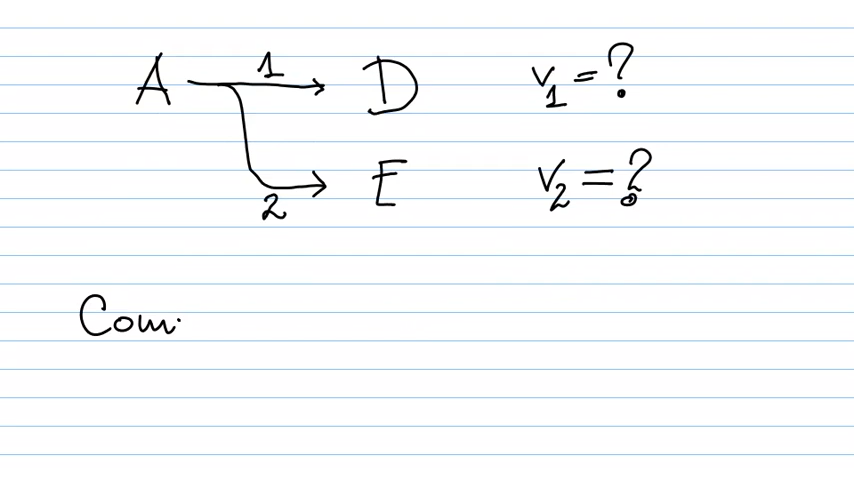 A 1 D v₁ = ?
2 E v₂ = ?
Com